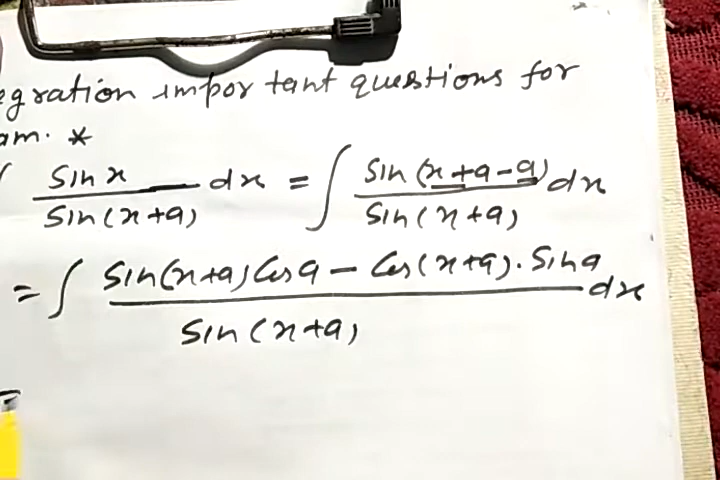 egration important questions for
am. *
∫ sin x / sin(x+a) dx = ∫ sin(x+a-a) / sin(x+a) dx
= ∫ sin(x+a) cos a - cos(x+a). sin a / sin(x+a) dx